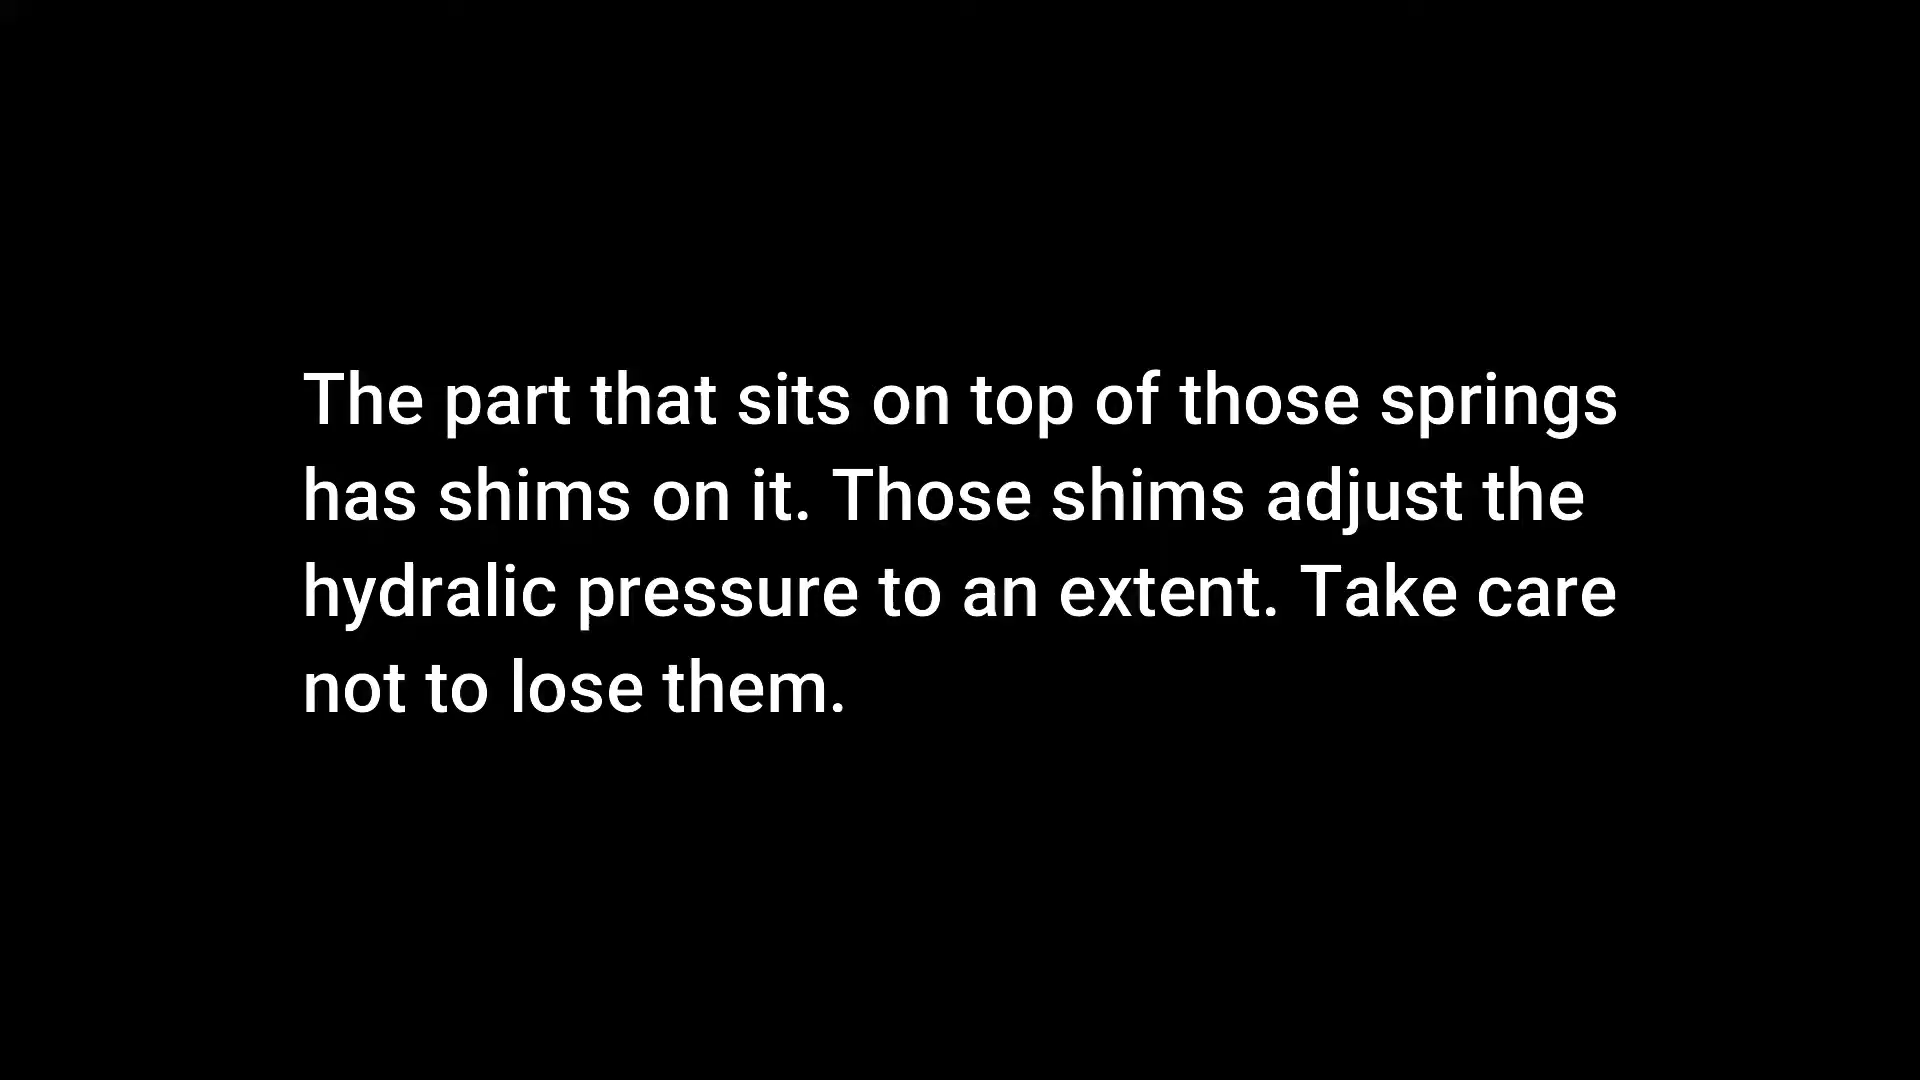 The part that sits on top of those springs
has shims on it. Those shims adjust the
hydralic pressure to an extent. Take care
not to lose them.